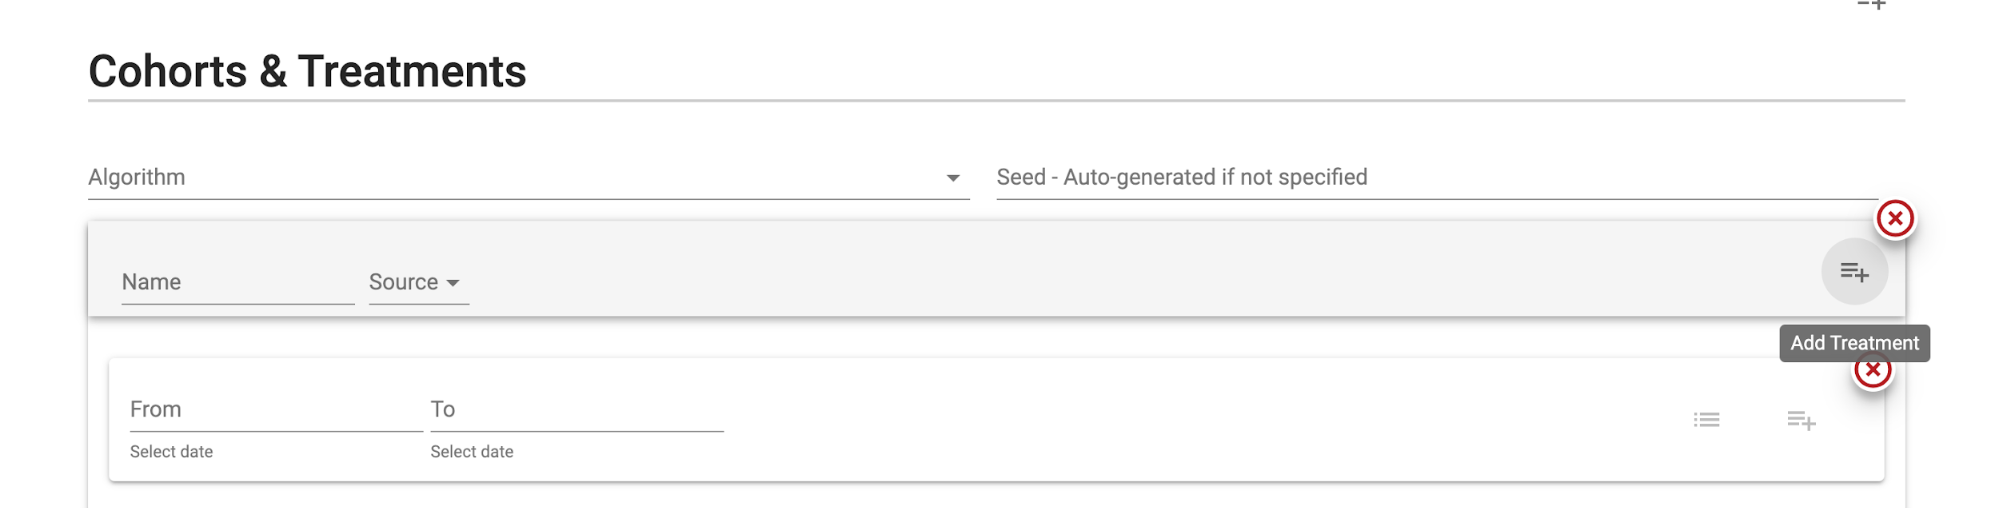 Cohorts & Treatments
Algorithm
Seed - Auto-generated if not specified
Name
Source
Add Treatment
From
To
Select date
Select date